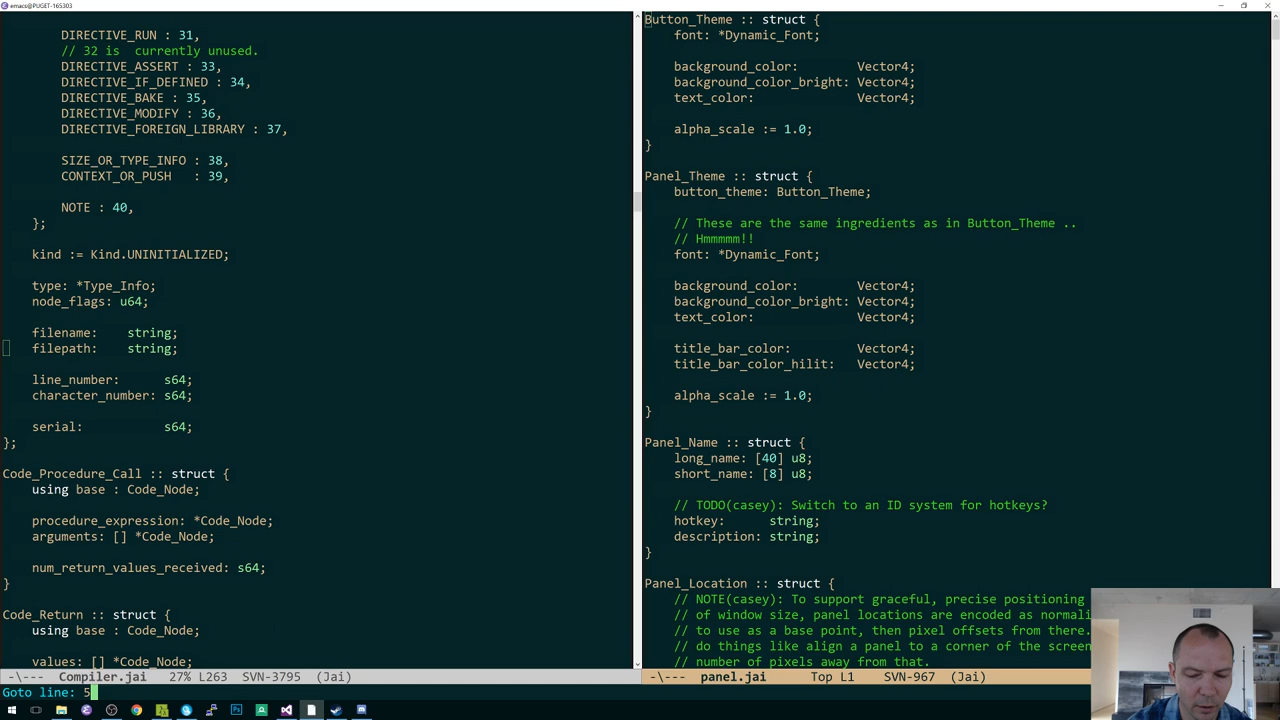 emacs@PUGET-165303
DIRECTIVE_RUN : 31,
// 32 is  currently unused.
DIRECTIVE_ASSERT : 33,
DIRECTIVE_IF_DEFINED : 34,
DIRECTIVE_BAKE : 35,
DIRECTIVE_MODIFY : 36,
DIRECTIVE_FOREIGN_LIBRARY : 37,
SIZE_OR_TYPE_INFO : 38,
CONTEXT_OR_PUSH   : 39,
NOTE : 40,
};
kind := Kind.UNINITIALIZED;
type: *Type_Info;
node_flags: u64;
filename:    string;
filepath:    string;
line_number:      s64;
character_number: s64;
serial:           s64;
};
Code_Procedure_Call :: struct {
using base : Code_Node;
procedure_expression: *Code_Node;
arguments: [] *Code_Node;
num_return_values_received: s64;
}
Code_Return :: struct {
using base : Code_Node;
values: [] *Code_Node;
-\---  Compiler.jai   27% L263   SVN-3795  (Jai)
Goto line: 5
Button_Theme :: struct {
font: *Dynamic_Font;
background_color:        Vector4;
background_color_bright: Vector4;
text_color:              Vector4;
alpha_scale := 1.0;
}
Panel_Theme :: struct {
button_theme: Button_Theme;
// These are the same ingredients as in Button_Theme ..
// Hmmmmm!!
font: *Dynamic_Font;
background_color:        Vector4;
background_color_bright: Vector4;
text_color:              Vector4;
title_bar_color:         Vector4;
title_bar_color_hilit:   Vector4;
alpha_scale := 1.0;
}
Panel_Name :: struct {
long_name: [40] u8;
short_name: [8] u8;
// TODO(casey): Switch to an ID system for hotkeys?
hotkey:      string;
description: string;
}
Panel_Location :: struct {
// NOTE(casey): To support graceful, precise positioning
// of window size, panel locations are encoded as normali
// to use as a base point, then pixel offsets from there.
// do things like align a panel to a corner of the screen
// number of pixels away from that.
-\---  panel.jai      Top L1     SVN-967  (Jai)